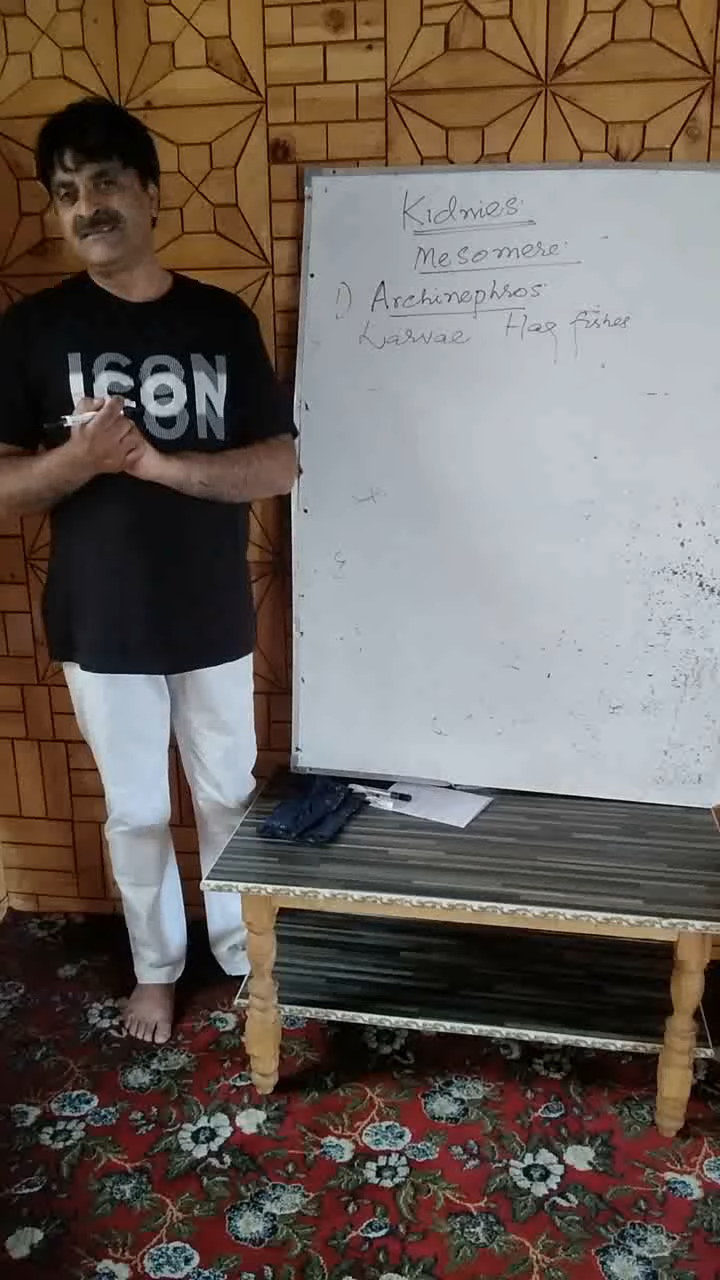 Kidnies
Mesomere
1) Archinephros
Larvae Hag fishes
ICON